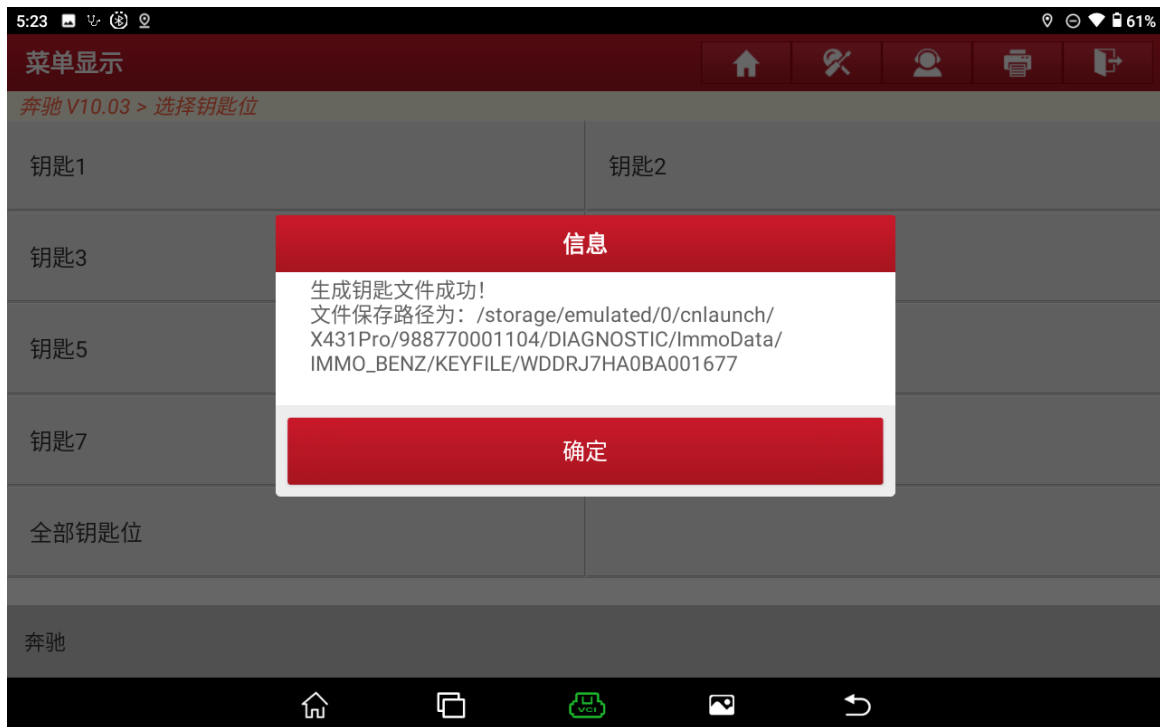 5:23
61%
菜单显示
奔驰 V10.03 > 选择钥匙位
钥匙1
钥匙2
钥匙3
信息
生成钥匙文件成功!
文件保存路径为：/storage/emulated/0/cnlaunch/
X431Pro/988770001104/DIAGNOSTIC/ImmoData/
IMMO_BENZ/KEYFILE/WDDRJ7HA0BA001677
钥匙5
钥匙7
确定
全部钥匙位
奔驰
VCI